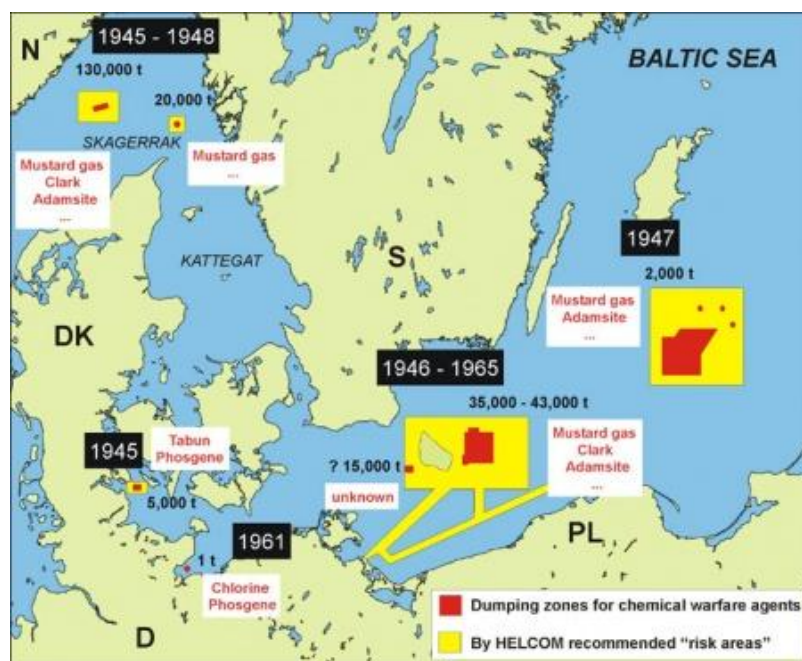 N
1945 - 1948
130,000 t
20,000 t
SKAGERRAK
Mustard gas
Clark
Adamsite
...
Mustard gas
...
KATTEGAT
BALTIC SEA
S
1947
2,000 t
Mustard gas
Adamsite
...
DK
1946 - 1965
35,000 - 43,000 t
Mustard gas
Clark
Adamsite
...
? 15,000 t
unknown
1945
Tabun
Phosgene
5,000 t
1961
1 t
Chlorine
Phosgene
D
PL
Dumping zones for chemical warfare agents
By HELCOM recommended “risk areas”